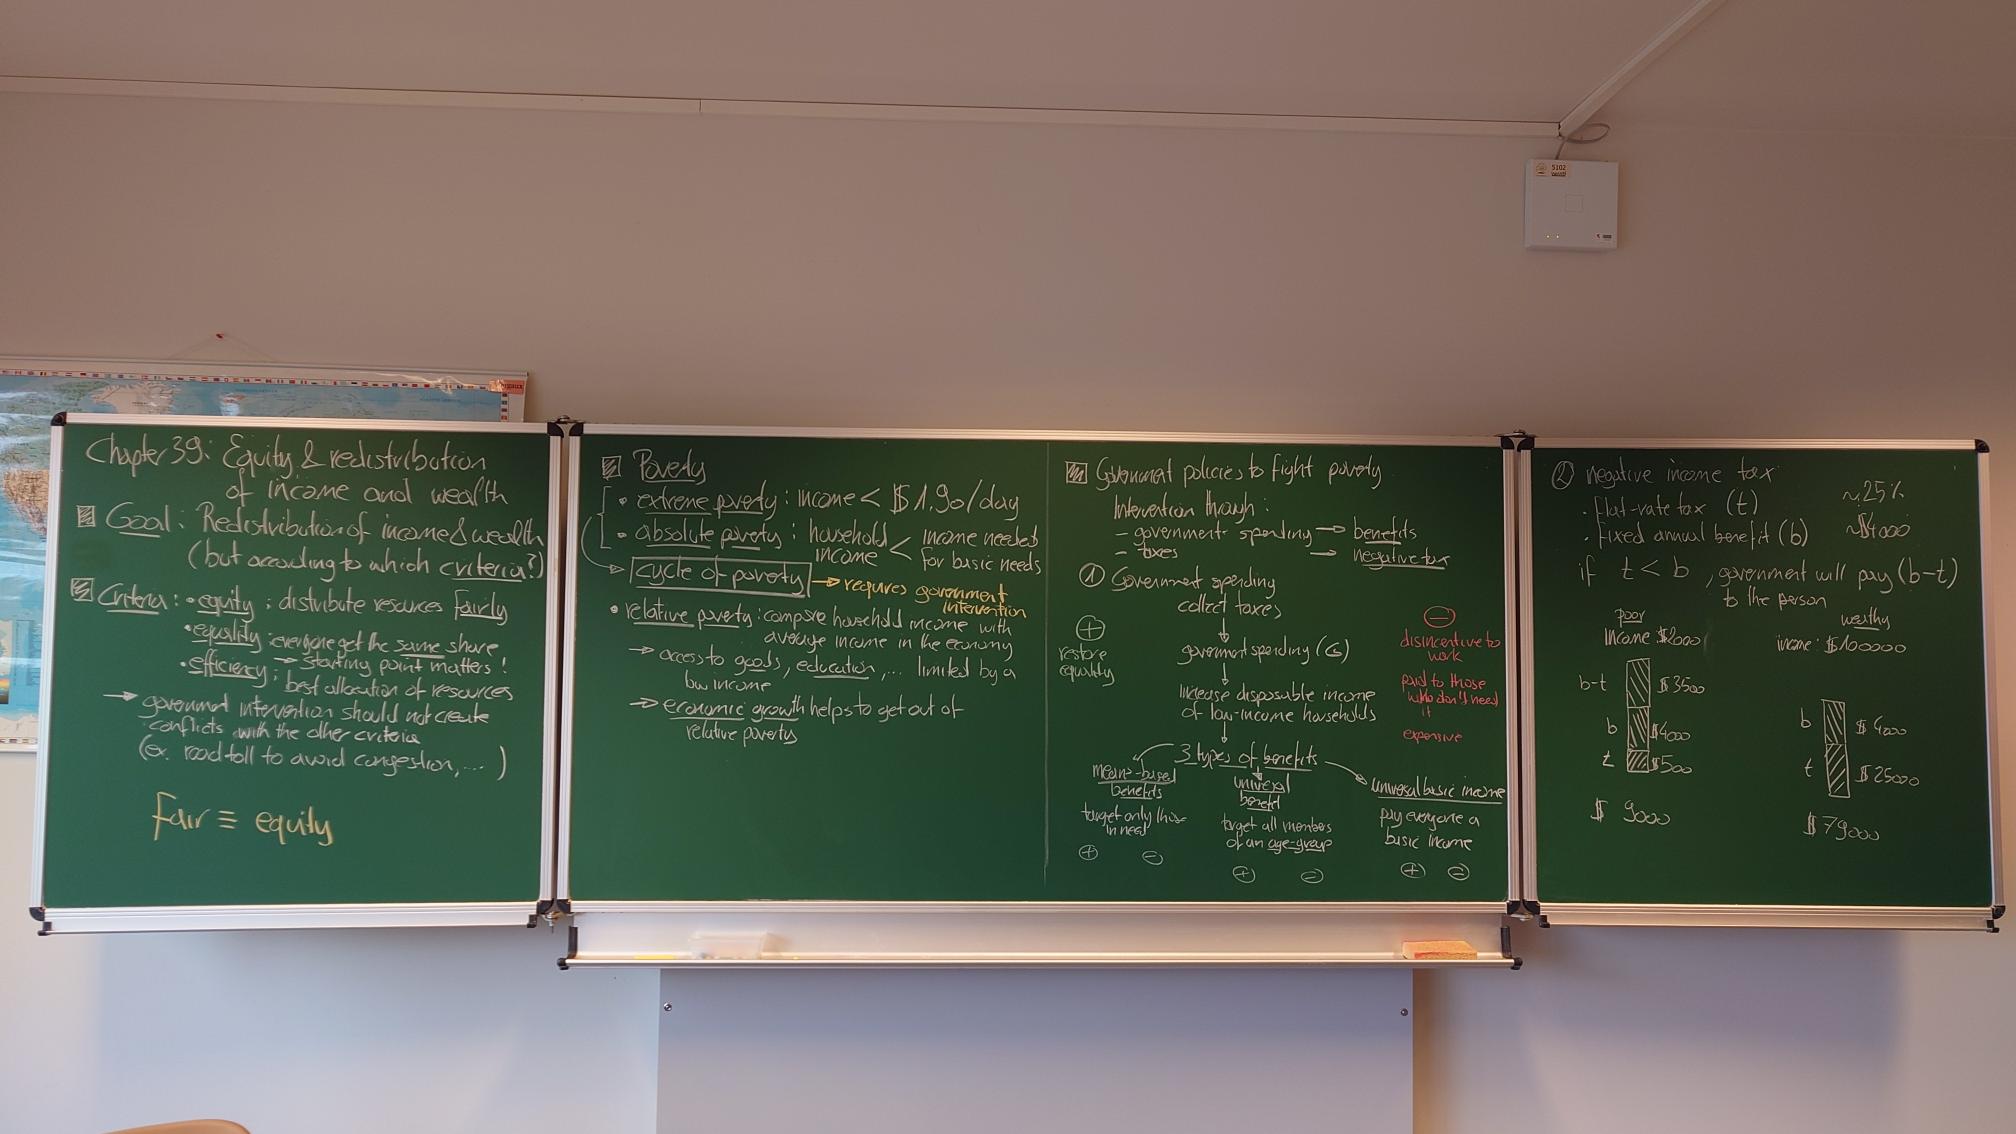 Chapter 39: Equity & redistribution
of income and wealth
Goal: Redistribution of income & wealth
(but according to which criteria?)
Criteria: • equity: distribute resources fairly
• equality: everyone get the same share
→ starting point matters!
• efficiency: best allocation of resources
→ government intervention should not create
conflicts with the other criteria
(ex. road toll to avoid congestion, ...)
Fair ≡ equity
Poverty
• extreme poverty: income < $1,90/day
• absolute poverty: household income < income needed for basic needs
cycle of poverty → requires government
intervention
• relative poverty: compare household income with
average income in the economy
→ access to goods, education, ... limited by a
low income
→ economic growth helps to get out of
relative poverty
Government policies to fight poverty
Intervention through:
- government spending → benefits
- taxes → negative tax
① Government spending
collect taxes
↓
government spending (G)
↓
increase disposable income
of low-income households
↓
3 types of benefits
⊕
restore
equality
⊖
disincentive to
work
paid to those
who don't need
it
expensive
means-based
benefits
target only those
in need
⊕ ⊖
universal
benefit
target all members
of an age-group
⊕ ⊖
universal basic income
pay everyone a
basic income
⊕ ⊖
② negative income tax
• flat-rate tax (t) ~25%
• fixed annual benefit (b) ~$4000
if t < b, government will pay (b-t)
to the person
poor
income $2000
b-t $3500
b $4000
t $500
$ 9000
wealthy
income: $100000
b $4000
t $25000
$79000
5102